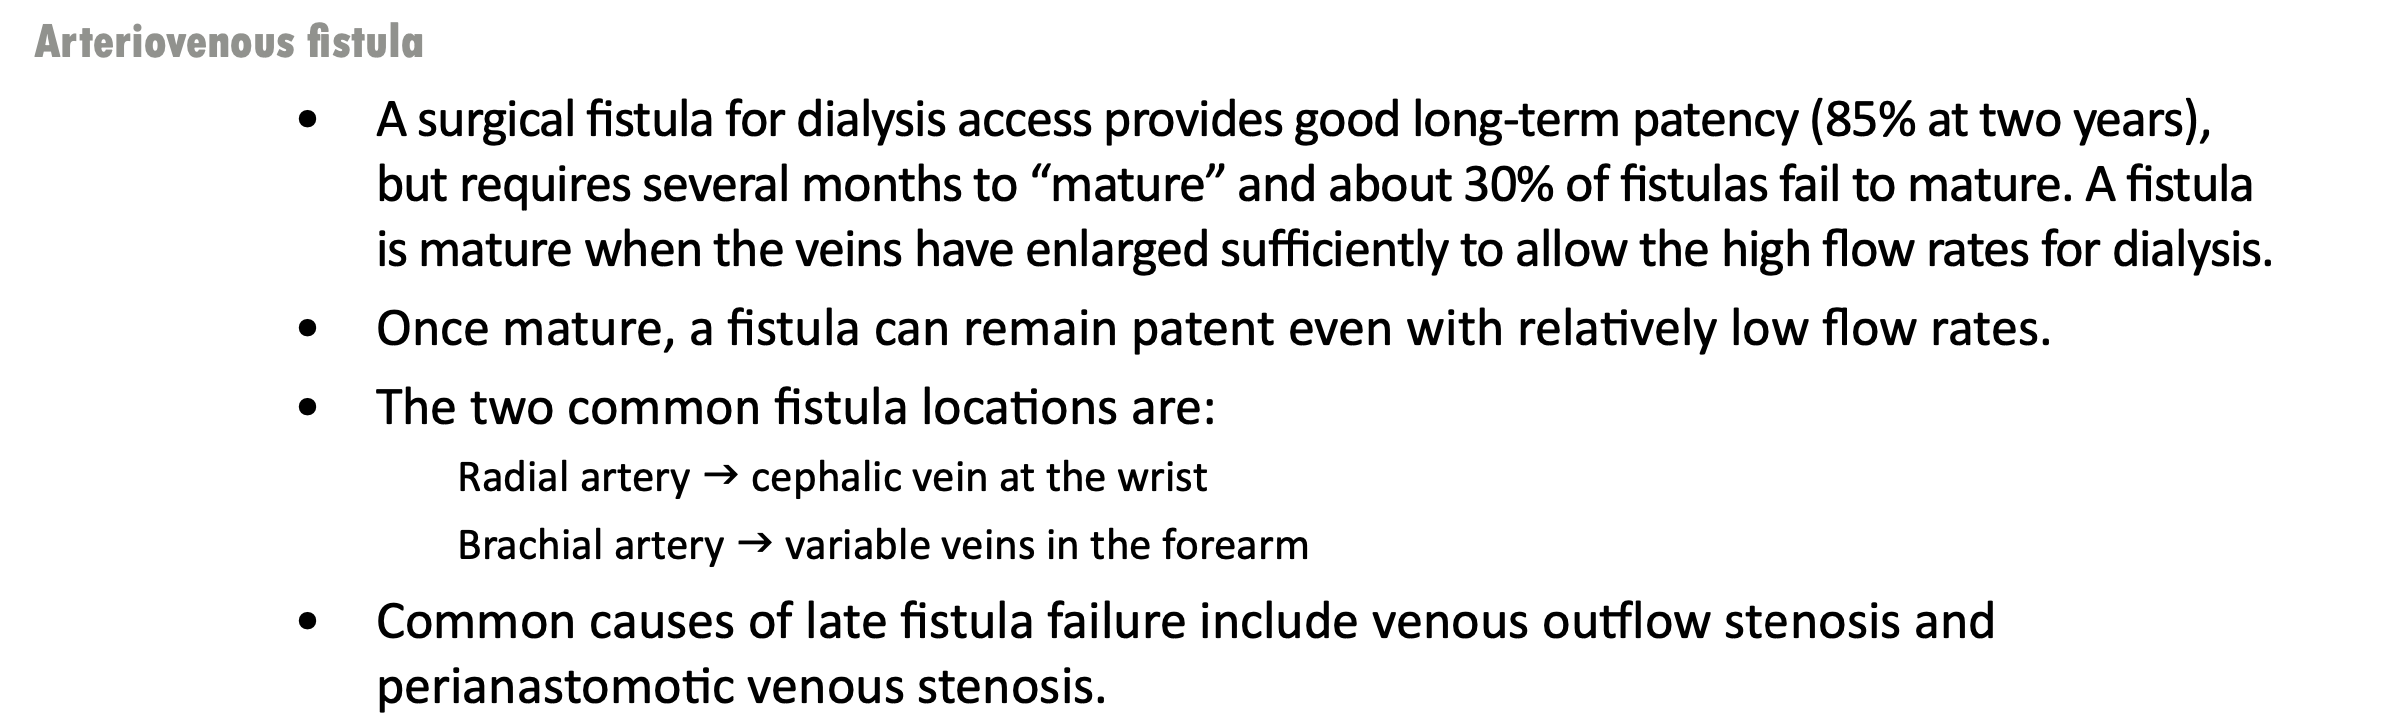 Arteriovenous fistula
• A surgical fistula for dialysis access provides good long-term patency (85% at two years),
but requires several months to “mature” and about 30% of fistulas fail to mature. A fistula
is mature when the veins have enlarged sufficiently to allow the high flow rates for dialysis.
• Once mature, a fistula can remain patent even with relatively low flow rates.
• The two common fistula locations are:
Radial artery → cephalic vein at the wrist
Brachial artery → variable veins in the forearm
• Common causes of late fistula failure include venous outflow stenosis and
perianastomotic venous stenosis.